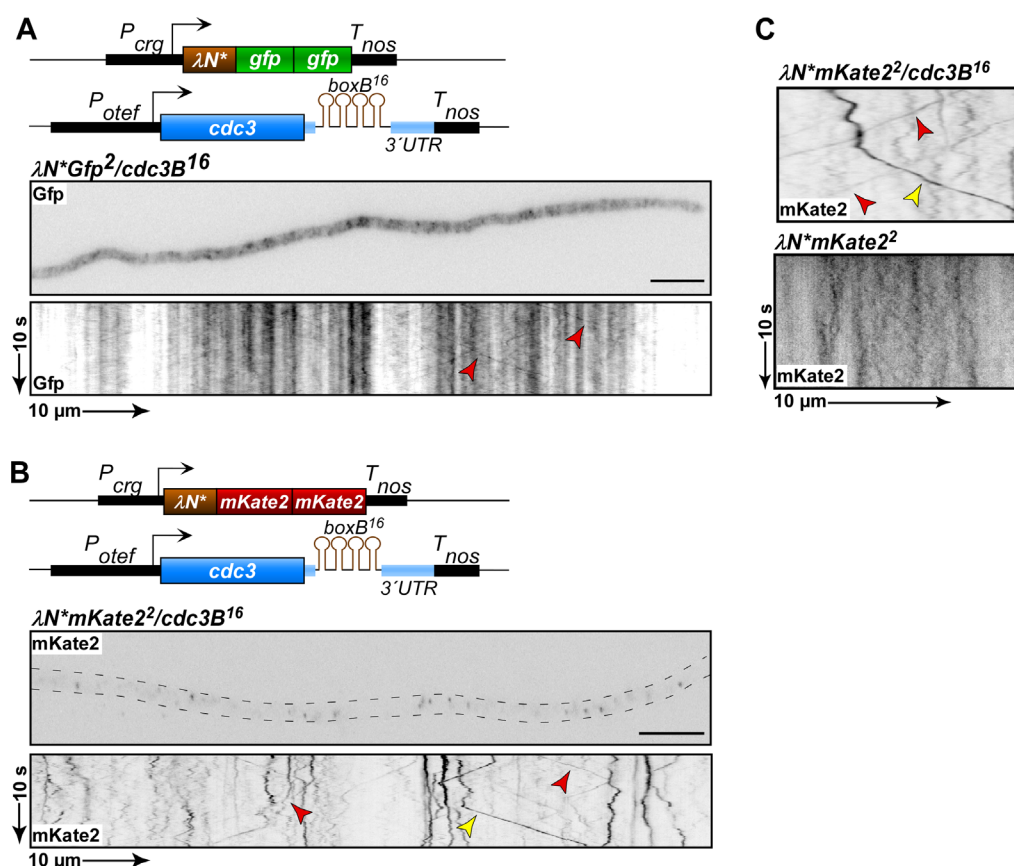 A
P crg
λN* gfp gfp
T nos
P otef
cdc3
boxB16
3´UTR
T nos
λN*Gfp2/cdc3B16
Gfp
10 s
Gfp
10 µm
B
P crg
λN* mKate2 mKate2
T nos
P otef
cdc3
boxB16
3´UTR
T nos
λN*mKate22/cdc3B16
mKate2
10 s
mKate2
10 µm
C
λN*mKate22/cdc3B16
mKate2
λN*mKate22
10 s
mKate2
10 µm